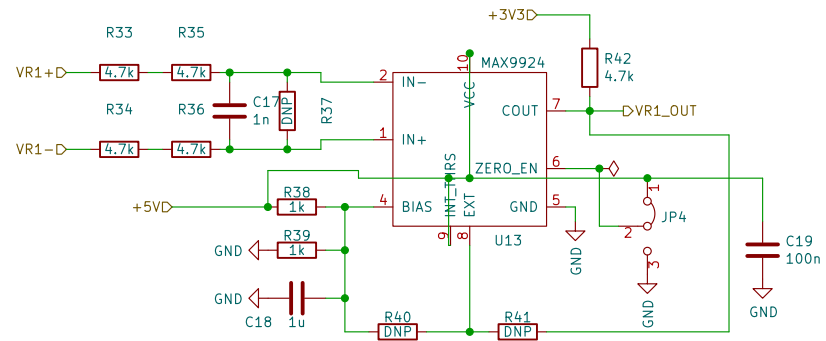 +3V3
R33
R35
10
MAX9924
R42
4.7k
VR1+
4.7k
4.7k
2
IN-
VCC
C17
1n
DNP
R37
COUT
7
VR1_OUT
R34
R36
1
IN+
VR1-
4.7k
4.7k
INT_THRS
ZERO_EN
6
1
R38
+5V
1k
4
BIAS
EXT
GND
5
JP4
2
R39
GND
1k
9
8
U13
GND
C19
100n
3
GND
C18
1u
GND
GND
R40
DNP
R41
DNP